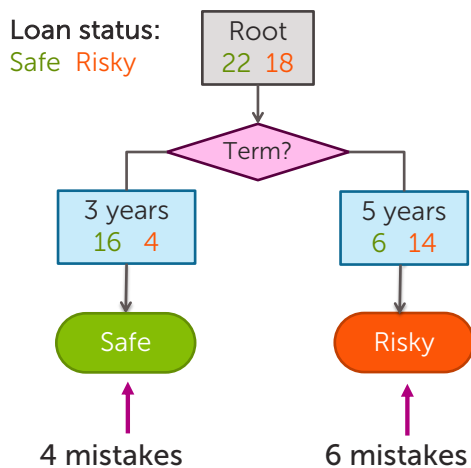 Loan status:
Safe Risky
Root
22 18
Term?
3 years
16 4
5 years
6 14
Safe
Risky
4 mistakes
6 mistakes